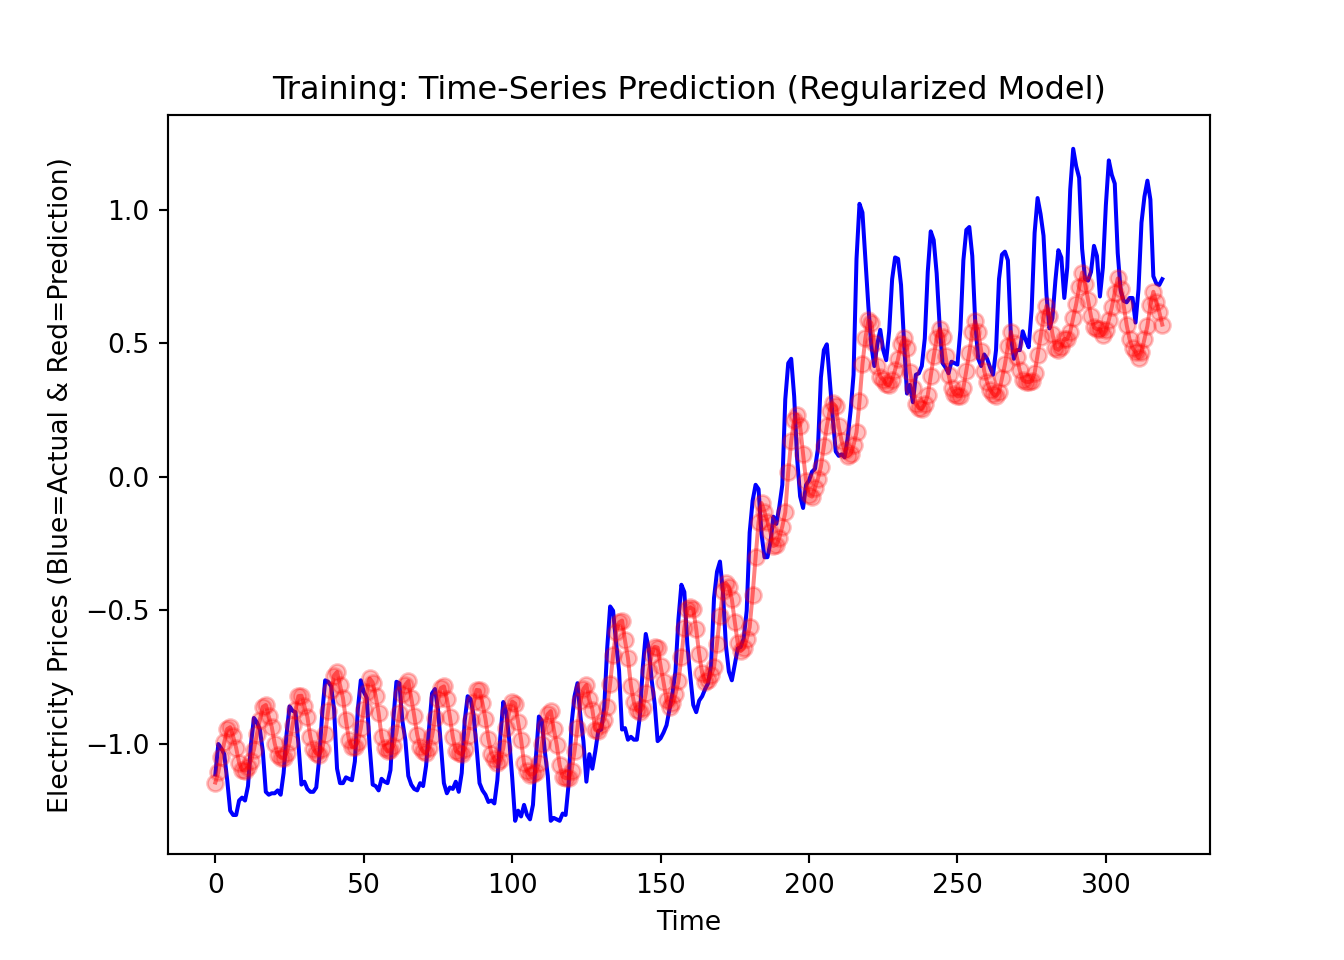 Training: Time-Series Prediction (Regularized Model)
Electricity Prices (Blue=Actual & Red=Prediction)
1.0
0.5
0.0
−0.5
−1.0
0 50 100 150 200 250 300
Time